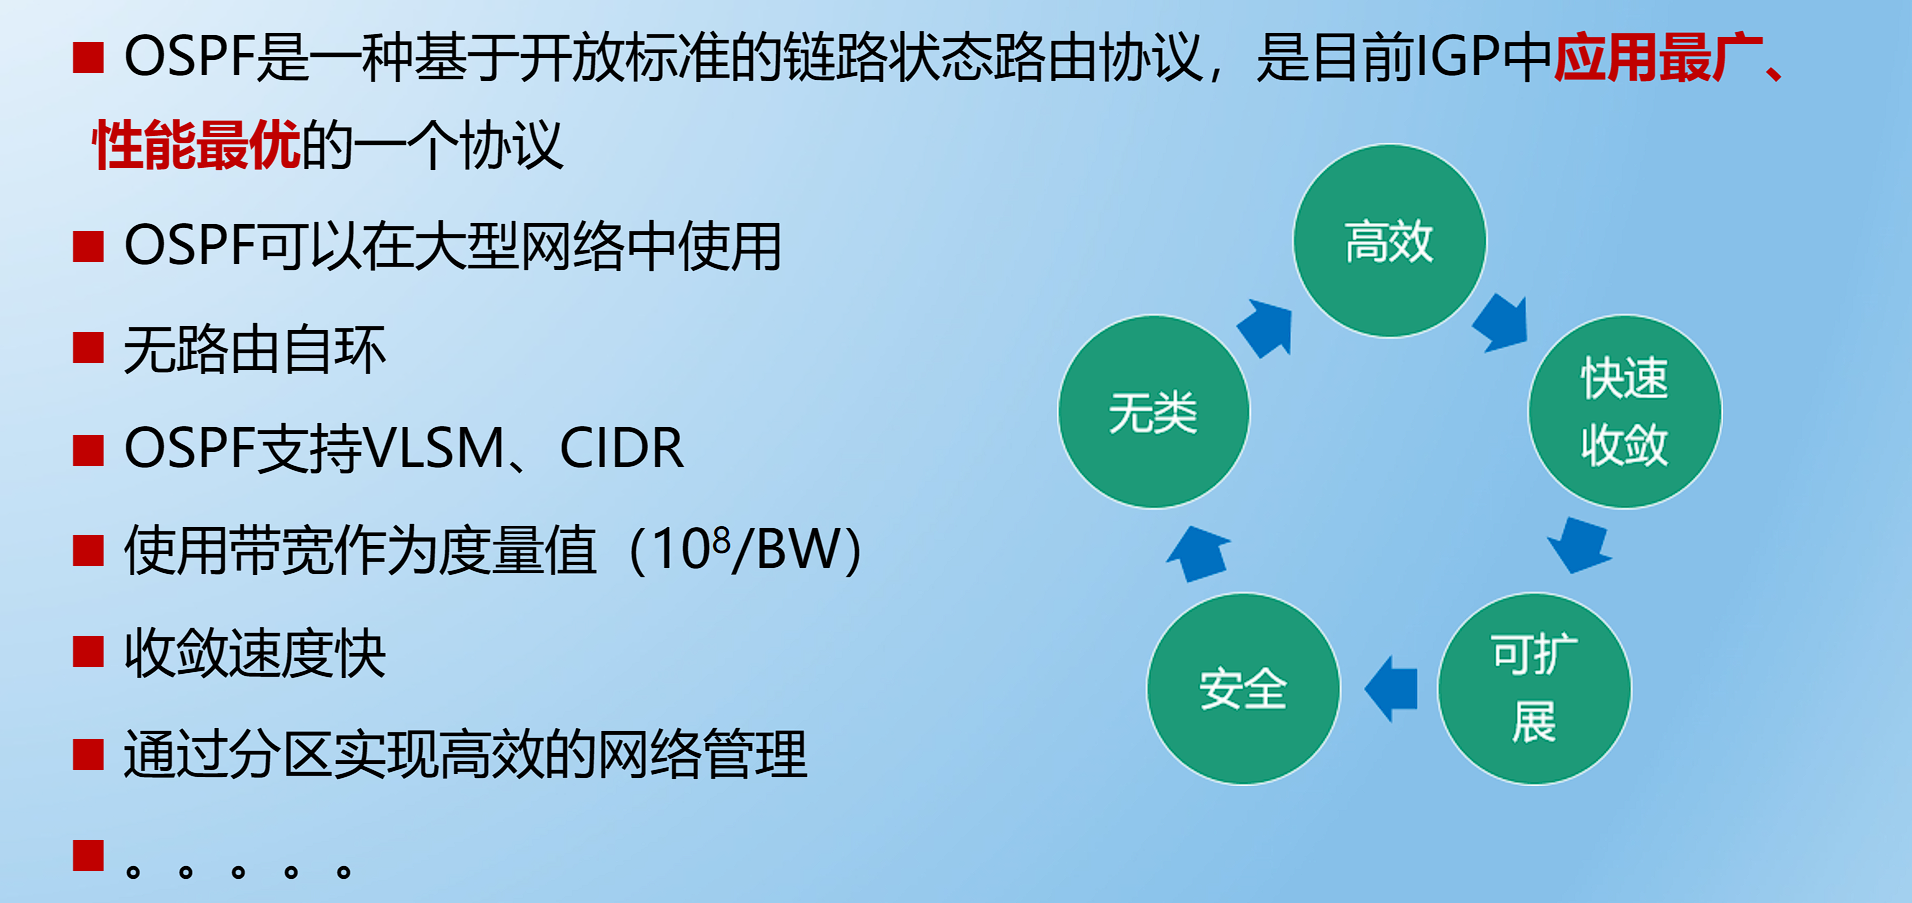 OSPF是一种基于开放标准的链路状态路由协议，是目前IGP中应用最广、
性能最优的一个协议
OSPF可以在大型网络中使用
无路由自环
OSPF支持VLSM、CIDR
使用带宽作为度量值（10⁸/BW）
收敛速度快
通过分区实现高效的网络管理
。。。。。
高效
快速
收敛
可扩
展
安全
无类